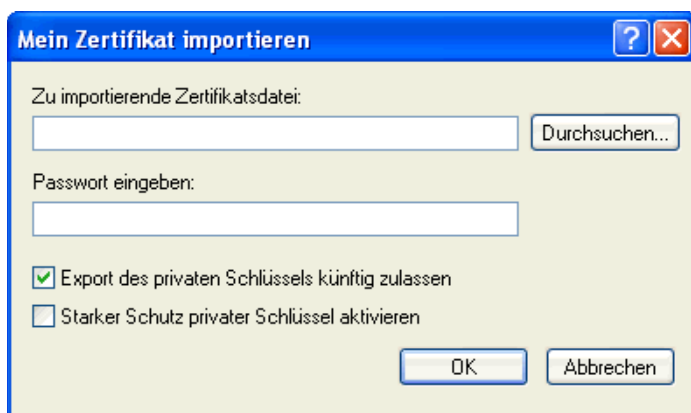 Mein Zertifikat importieren
Zu importierende Zertifikatsdatei:
Durchsuchen...
Passwort eingeben:
Export des privaten Schlüssels künftig zulassen
Starker Schutz privater Schlüssel aktivieren
OK Abbrechen